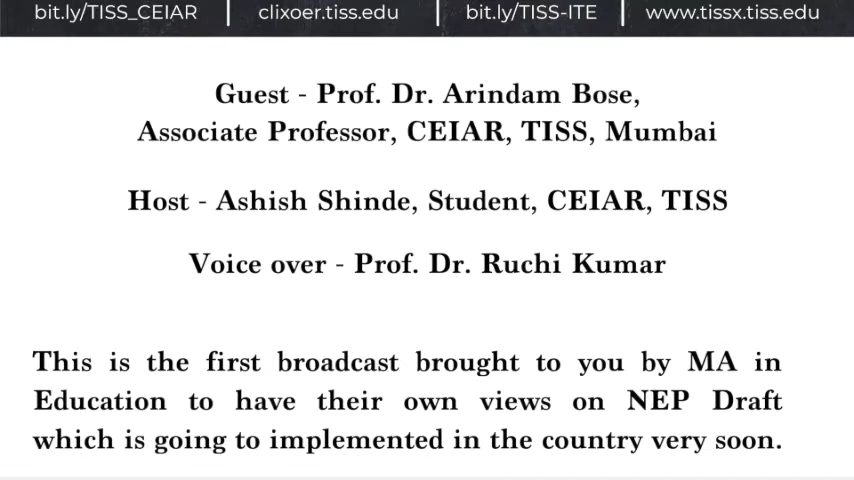 bit.ly/TISS_CEIAR | clixoer.tiss.edu | bit.ly/TISS-ITE | www.tissx.tiss.edu
Guest - Prof. Dr. Arindam Bose,
Associate Professor, CEIAR, TISS, Mumbai
Host - Ashish Shinde, Student, CEIAR, TISS
Voice over - Prof. Dr. Ruchi Kumar
This is the first broadcast brought to you by MA in
Education to have their own views on NEP Draft
which is going to implemented in the country very soon.